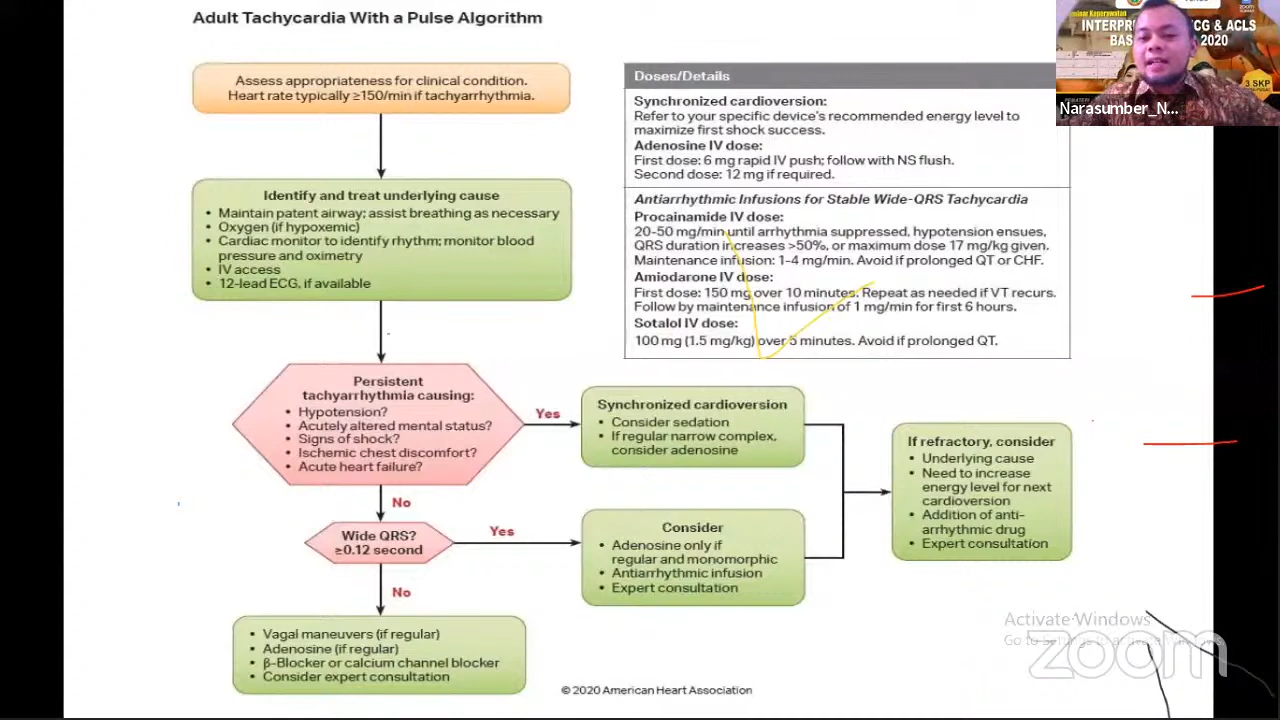 Adult Tachycardia With a Pulse Algorithm
Assess appropriateness for clinical condition.
Heart rate typically ≥150/min if tachyarrhythmia.
Identify and treat underlying cause
• Maintain patent airway; assist breathing as necessary
• Oxygen (if hypoxemic)
• Cardiac monitor to identify rhythm; monitor blood
pressure and oximetry
• IV access
• 12-lead ECG, if available
Persistent
tachyarrhythmia causing:
• Hypotension?
• Acutely altered mental status?
• Signs of shock?
• Ischemic chest discomfort?
• Acute heart failure?
Yes
Synchronized cardioversion
• Consider sedation
• If regular narrow complex,
consider adenosine
If refractory, consider
• Underlying cause
• Need to increase
energy level for next
cardioversion
• Addition of anti-
arrhythmic drug
• Expert consultation
No
Wide QRS?
≥0.12 second
Yes
Consider
• Adenosine only if
regular and monomorphic
• Antiarrhythmic infusion
• Expert consultation
No
• Vagal maneuvers (if regular)
• Adenosine (if regular)
• β-Blocker or calcium channel blocker
• Consider expert consultation
Doses/Details
Synchronized cardioversion:
Refer to your specific device's recommended energy level to
maximize first shock success.
Adenosine IV dose:
First dose: 6 mg rapid IV push; follow with NS flush.
Second dose: 12 mg if required.
Antiarrhythmic Infusions for Stable Wide-QRS Tachycardia
Procainamide IV dose:
20-50 mg/min until arrhythmia suppressed, hypotension ensues,
QRS duration increases >50%, or maximum dose 17 mg/kg given.
Maintenance infusion: 1-4 mg/min. Avoid if prolonged QT or CHF.
Amiodarone IV dose:
First dose: 150 mg over 10 minutes. Repeat as needed if VT recurs.
Follow by maintenance infusion of 1 mg/min for first 6 hours.
Sotalol IV dose:
100 mg (1.5 mg/kg) over 5 minutes. Avoid if prolonged QT.
© 2020 American Heart Association
Keperawatan
INTERPRE CG & ACLS
BAS 2020
3 SKP
Narasumber_N...
Activate Windows
Go to Settings to activate Windows.
zoom